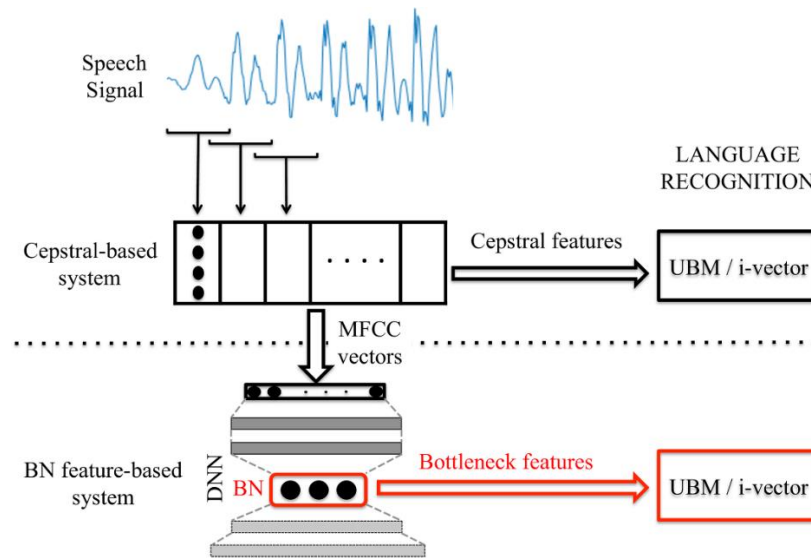 Speech
Signal
LANGUAGE
RECOGNITION
Cepstral-based
system
Cepstral features
UBM / i-vector
MFCC
vectors
BN feature-based
system
DNN
BN
Bottleneck features
UBM / i-vector